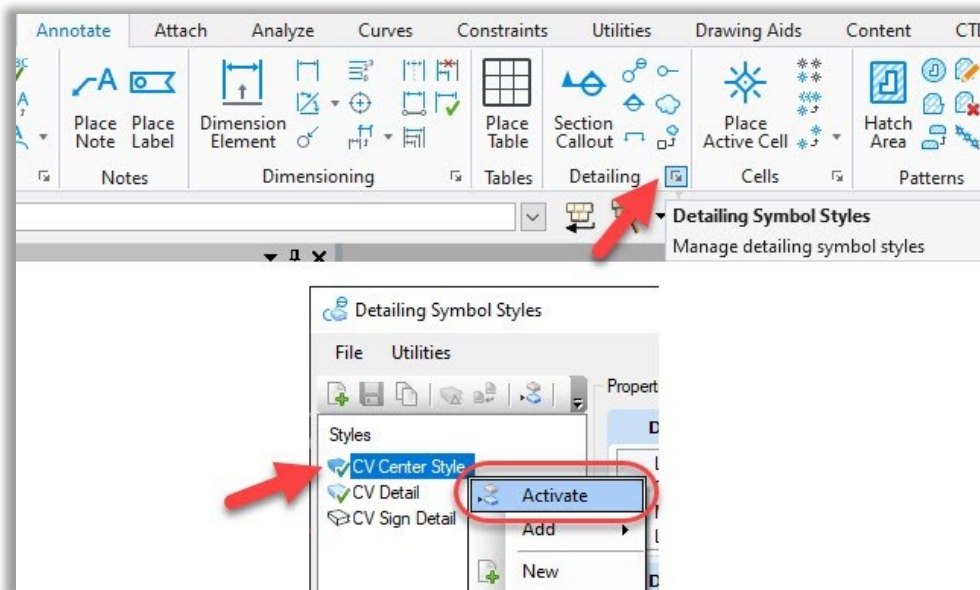 Annotate Attach Analyze Curves Constraints Utilities Drawing Aids Content
Place Note
Place Label
Dimension Element
Place Table
Section Callout
Place Active Cell
Hatch Area
Notes Dimensioning Tables Detailing Cells Patterns
Detailing Symbol Styles
Manage detailing symbol styles
Detailing Symbol Styles
File Utilities
Styles
CV Center Style
CV Detail
CV Sign Detail
Activate
Add
New